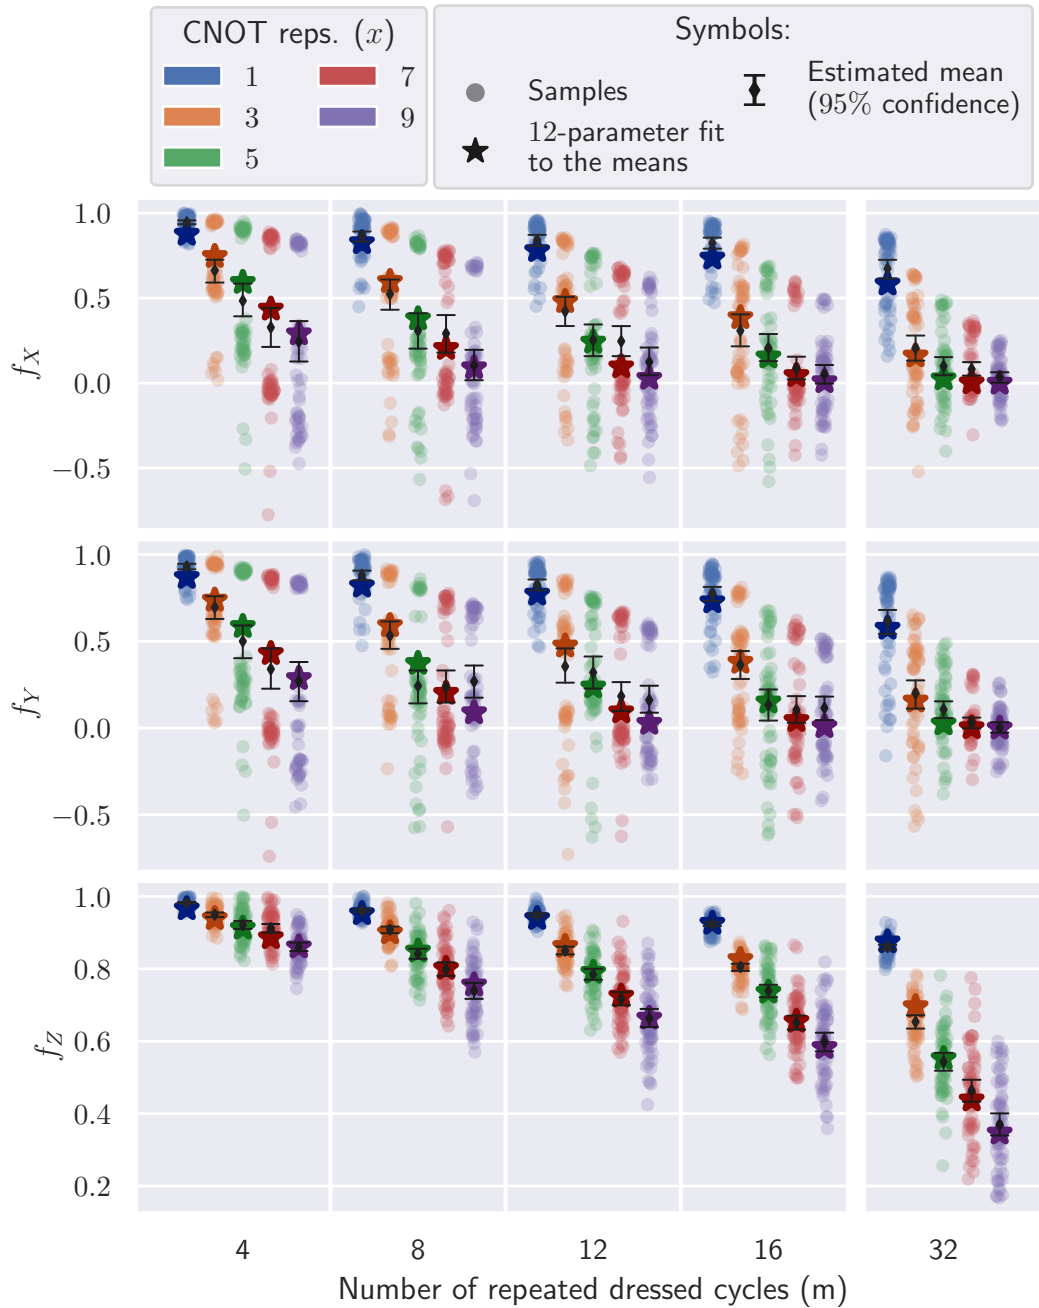 CNOT reps. (x)
1
3
5
7
9
Symbols:
Samples
12-parameter fit
to the means
Estimated mean
(95% confidence)
1.0
0.5
0.0
−0.5
f_X
1.0
0.5
0.0
−0.5
f_Y
1.0
0.8
0.6
0.4
0.2
f_Z
4
8
12
16
32
Number of repeated dressed cycles (m)